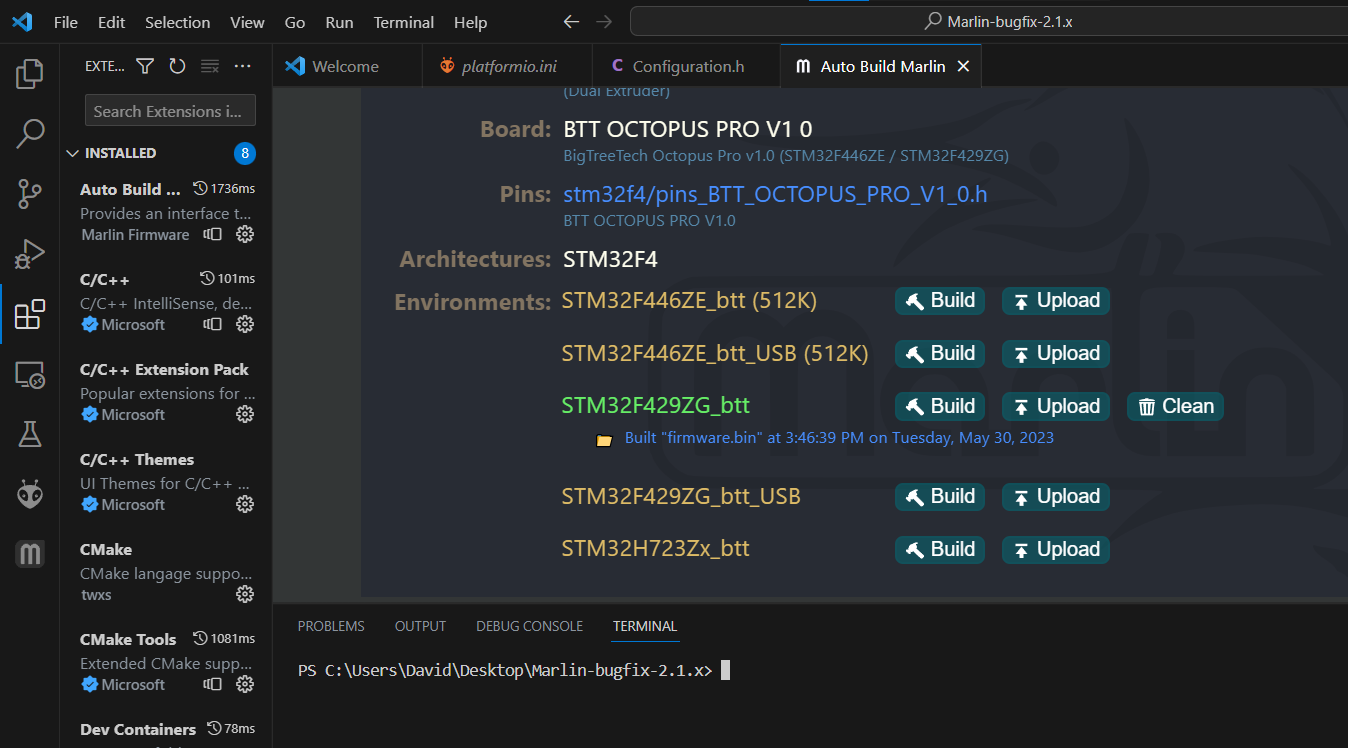 File Edit Selection View Go Run Terminal Help Marlin-bugfix-2.1.x
EXTE... Welcome platformio.ini C Configuration.h Auto Build Marlin
Search Extensions i...
INSTALLED 8
Auto Build ... 1736ms
Provides an interface t...
Marlin Firmware
C/C++ 101ms
C/C++ IntelliSense, de...
Microsoft
C/C++ Extension Pack
Popular extensions for ...
Microsoft
C/C++ Themes
UI Themes for C/C++ ...
Microsoft
CMake
CMake langage suppo...
twxs
CMake Tools 1081ms
Extended CMake supp...
Microsoft
Dev Containers 78ms
(Dual Extruder)
Board: BTT OCTOPUS PRO V1 0
BigTreeTech Octopus Pro v1.0 (STM32F446ZE / STM32F429ZG)
Pins: stm32f4/pins_BTT_OCTOPUS_PRO_V1_0.h
BTT OCTOPUS PRO V1.0
Architectures: STM32F4
Environments: STM32F446ZE_btt (512K) Build Upload
STM32F446ZE_btt_USB (512K) Build Upload
STM32F429ZG_btt Build Upload Clean
Built "firmware.bin" at 3:46:39 PM on Tuesday, May 30, 2023
STM32F429ZG_btt_USB Build Upload
STM32H723Zx_btt Build Upload
marlin
PROBLEMS OUTPUT DEBUG CONSOLE TERMINAL
PS C:\Users\David\Desktop\Marlin-bugfix-2.1.x>